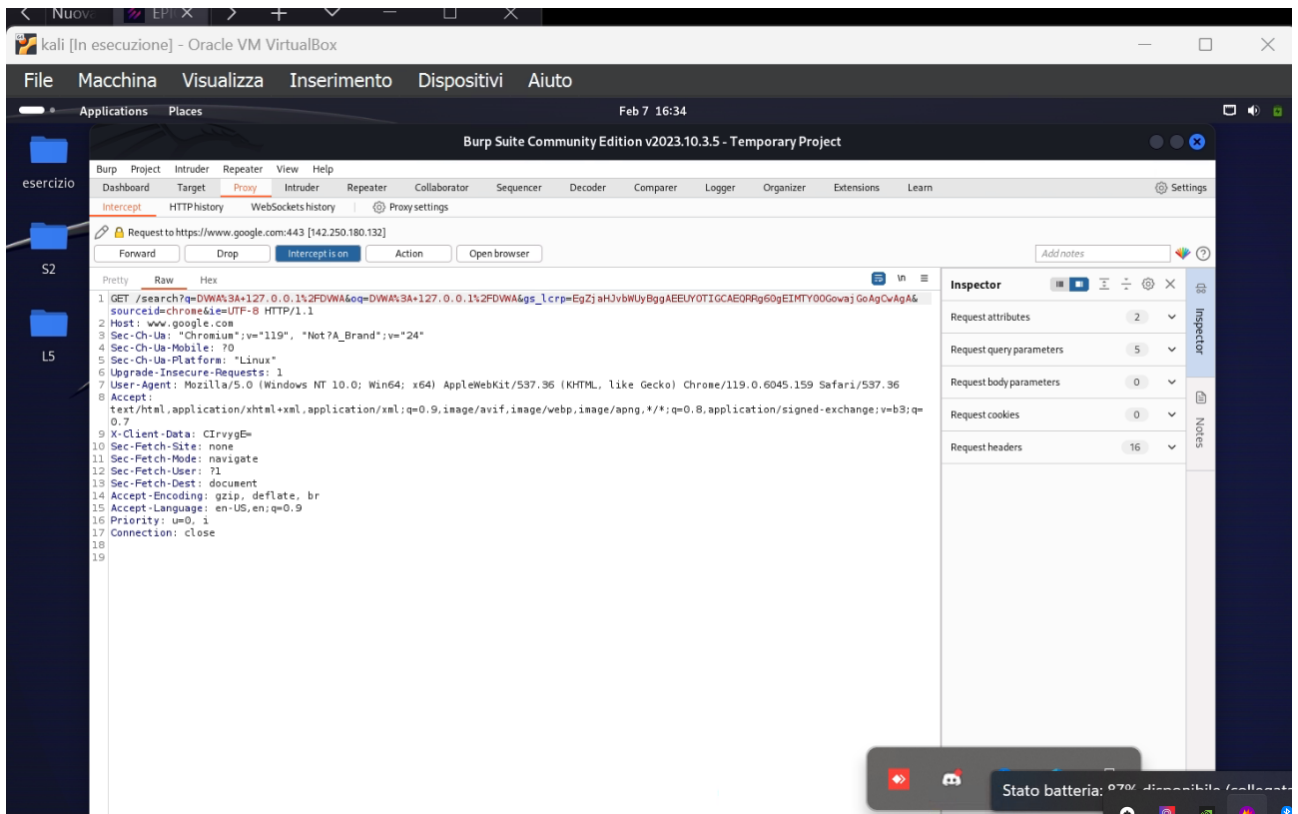 Nuov EPI
kali [In esecuzione] - Oracle VM VirtualBox
File Macchina Visualizza Inserimento Dispositivi Aiuto
Applications Places Feb 7 16:34
Burp Suite Community Edition v2023.10.3.5 - Temporary Project
esercizio
S2
L5
Burp Project Intruder Repeater View Help
Dashboard Target Proxy Intruder Repeater Collaborator Sequencer Decoder Comparer Logger Organizer Extensions Learn Settings
Intercept HTTP history WebSockets history Proxy settings
Request to https://www.google.com:443 [142.250.180.132]
Forward Drop Intercept is on Action Open browser Add notes
Pretty Raw Hex \n
1 GET /search?q=DVWA%3A+127.0.0.1%2FDVWA&oq=DVWA%3A+127.0.0.1%2FDVWA&gs_lcrp=EgZjaHJvbWUyBggAEEUYOTIGCAEQRRg60gEIMTY0OGowajGoAgCwAgA&
sourceid=chrome&ie=UTF-8 HTTP/1.1
2 Host: www.google.com
3 Sec-Ch-Ua: "Chromium";v="119", "Not?A_Brand";v="24"
4 Sec-Ch-Ua-Mobile: ?0
5 Sec-Ch-Ua-Platform: "Linux"
6 Upgrade-Insecure-Requests: 1
7 User-Agent: Mozilla/5.0 (Windows NT 10.0; Win64; x64) AppleWebKit/537.36 (KHTML, like Gecko) Chrome/119.0.6045.159 Safari/537.36
8 Accept:
text/html,application/xhtml+xml,application/xml;q=0.9,image/avif,image/webp,image/apng,*/*;q=0.8,application/signed-exchange;v=b3;q=
0.7
9 X-Client-Data: CIrvygE=
10 Sec-Fetch-Site: none
11 Sec-Fetch-Mode: navigate
12 Sec-Fetch-User: ?1
13 Sec-Fetch-Dest: document
14 Accept-Encoding: gzip, deflate, br
15 Accept-Language: en-US,en;q=0.9
16 Priority: u=0, i
17 Connection: close
18
19
Inspector
Request attributes 2
Request query parameters 5
Request body parameters 0
Request cookies 0
Request headers 16
Inspector
Notes
Stato batteria: 87% disponibile (collegat